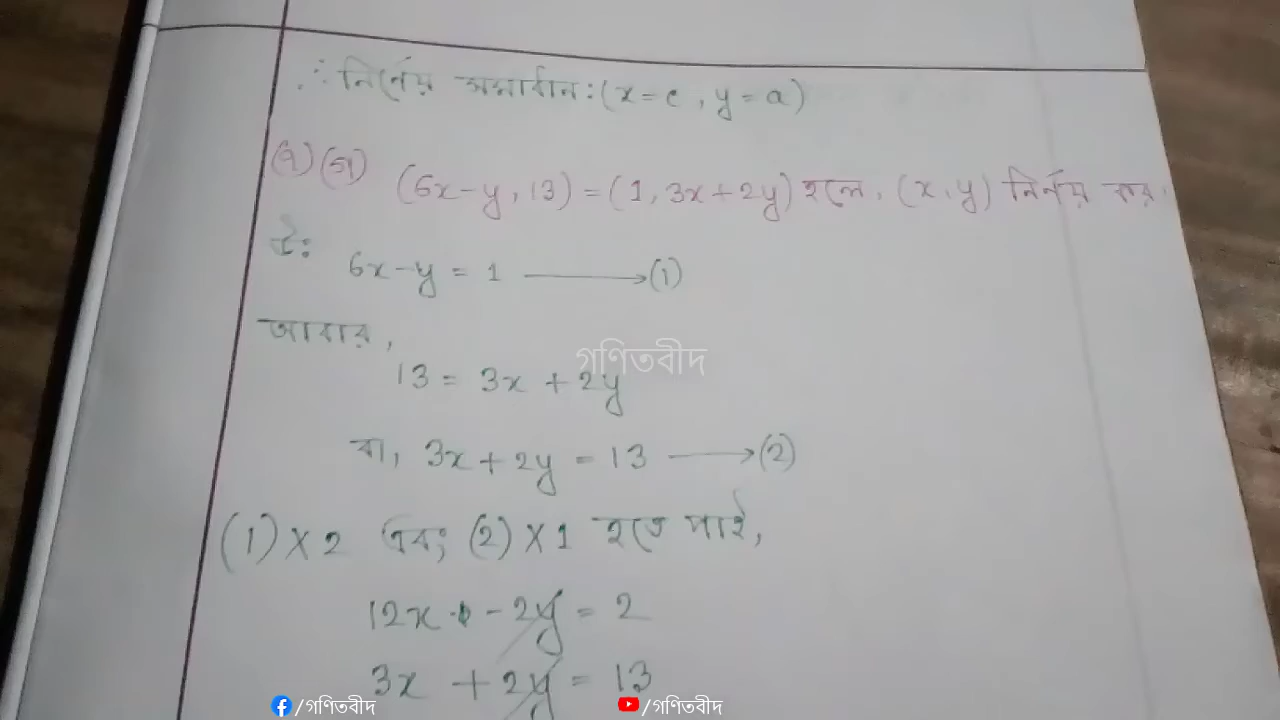 ∴ নির্নেয় সমাধান : (x = c , y = a)
(৭) (গ) (6x-y, 13) = (1, 3x+2y) হলে, (x, y) নির্নয় কর।
উ: 6x-y = 1 ⟶(1)
আবার,
গণিতবীদ
13 = 3x + 2y
বা, 3x + 2y = 13 ⟶(2)
(1)×2 এবং (2)×1 হতে পাই,
12x - 2y = 2
3x + 2y = 13
/গণিতবীদ /গণিতবীদ